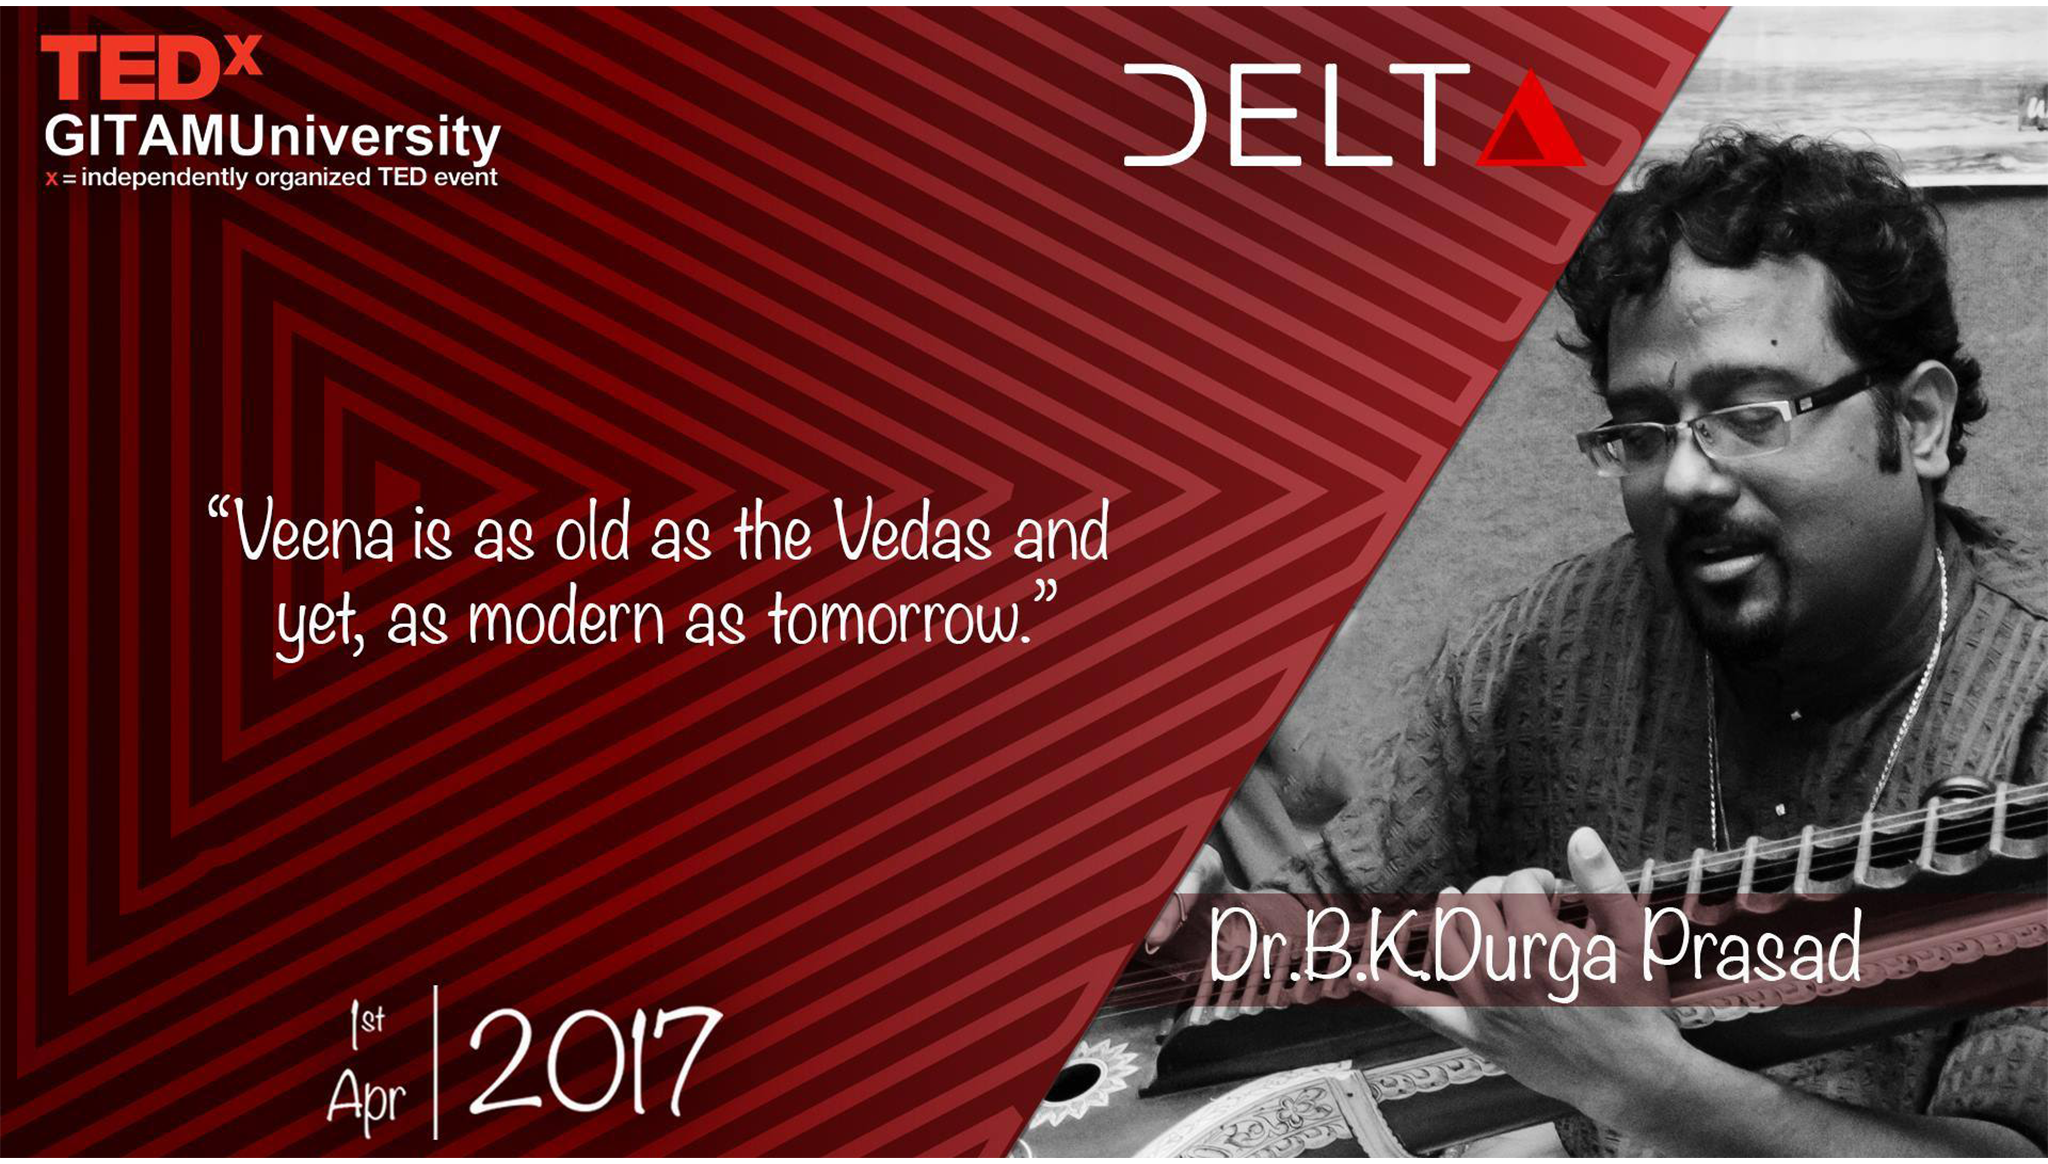 TEDx
GITAMUniversity
x = independently organized TED event
DELTA
“Veena is as old as the Vedas and
yet, as modern as tomorrow.”
Dr.B.K.Durga Prasad
1st
Apr
2017